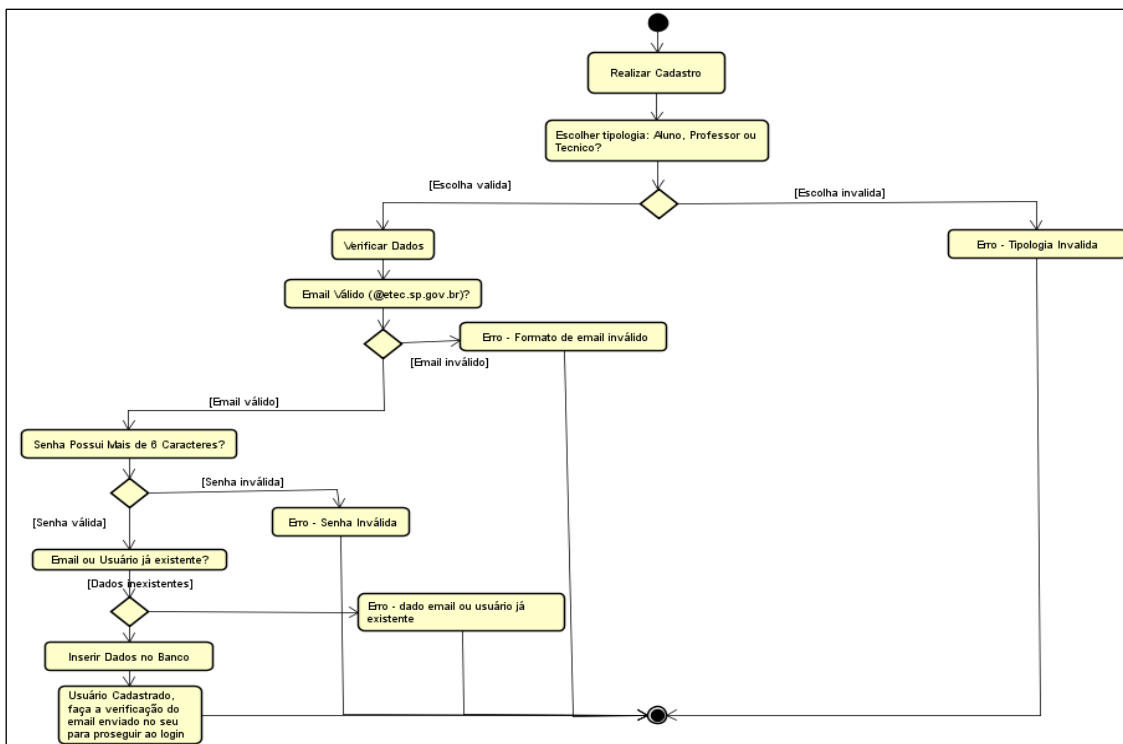 Realizar Cadastro
Escolher tipologia: Aluno, Professor ou
Tecnico?
[Escolha valida]
[Escolha invalida]
Verificar Dados
Erro - Tipologia Invalida
Email Válido (@etec.sp.gov.br)?
Erro - Formato de email inválido
[Email inválido]
[Email válido]
Senha Possui Mais de 6 Caracteres?
[Senha inválida]
[Senha válida]
Erro - Senha Inválida
Email ou Usuário já existente?
[Dados inexistentes]
Erro - dado email ou usuário já
existente
Inserir Dados no Banco
Usuário Cadastrado,
faça a verificação do
email enviado no seu
para proseguir ao login